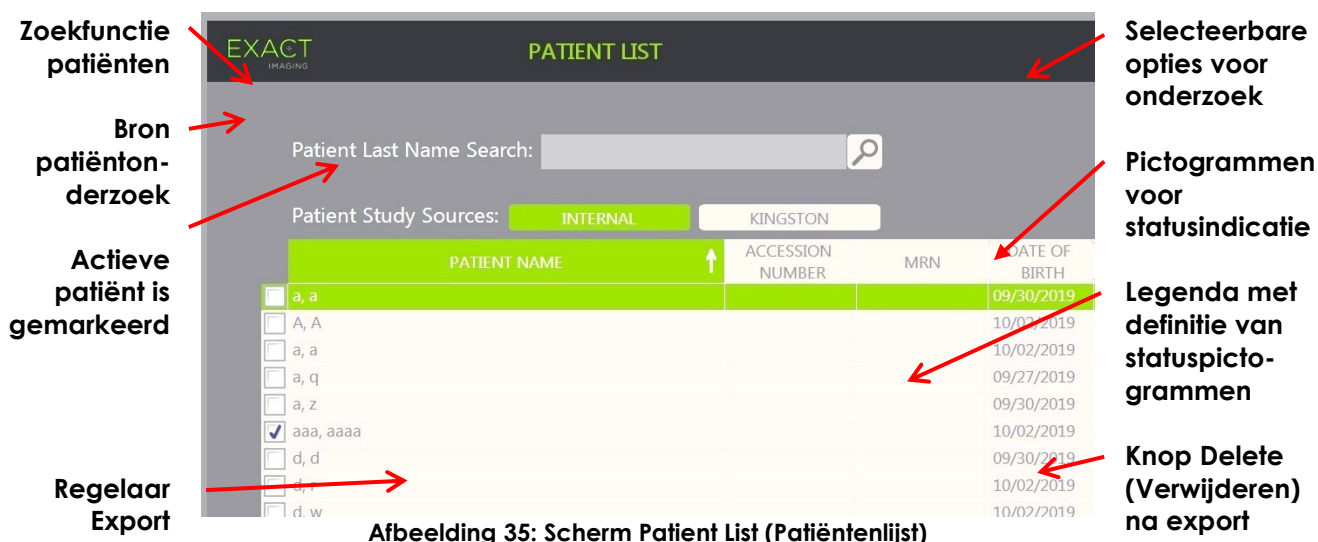 Zoekfunctie
patiënten
Bron
patiënton-
derzoek
Actieve
patiënt is
gemarkeerd
Regelaar
Export
EXACT
IMAGING
PATIENT LIST
Patient Last Name Search:
Patient Study Sources: INTERNAL KINGSTON
PATIENT NAME ACCESSION NUMBER MRN DATE OF BIRTH
a, a 09/30/2019
A, A 10/02/2019
a, a 10/02/2019
a, q 09/27/2019
a, z 09/30/2019
aaa, aaaa 10/02/2019
d, d 09/30/2019
d, r 10/02/2019
d, w 10/02/2019
Selecteerbare
opties voor
onderzoek
Pictogrammen
voor
statusindicatie
Legenda met
definitie van
statuspicto-
grammen
Knop Delete
(Verwijderen)
na export
Afbeelding 35: Scherm Patient List (Patiëntenlijst)